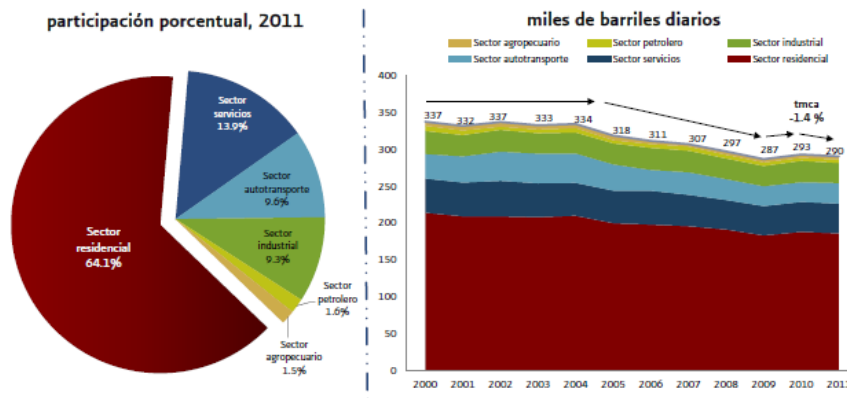 participación porcentual, 2011
Sector
servicios
13.9%
Sector
autotransporte
9.6%
Sector
industrial
9.3%
Sector
residencial
64.1%
Sector
petrolero
1.6%
Sector
agropecuario
1.5%
miles de barriles diarios
Sector agropecuario Sector petrolero Sector industrial
Sector autotransporte Sector servicios Sector residencial
400
350
300
250
200
150
100
50
0
tmca
-1.4 %
337 332 337 333 334 318 311 307 297 287 293 290
2000 2001 2002 2003 2004 2005 2006 2007 2008 2009 2010 2011